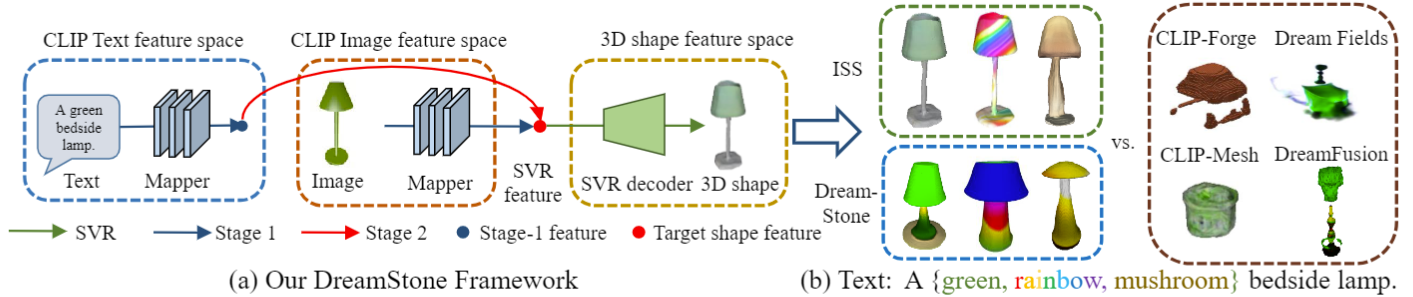 CLIP Text feature space
CLIP Image feature space
3D shape feature space
A green
bedside
lamp.
Text
Mapper
Image
Mapper
SVR
feature
SVR decoder
3D shape
SVR
Stage 1
Stage 2
Stage-1 feature
Target shape feature
(a) Our DreamStone Framework
ISS
Dream-
Stone
vs.
CLIP-Forge
Dream Fields
CLIP-Mesh
DreamFusion
(b) Text: A {green, rainbow, mushroom} bedside lamp.